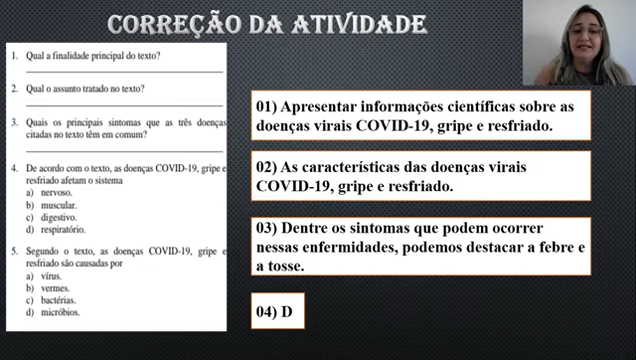 CORREÇÃO DA ATIVIDADE
1. Qual a finalidade principal do texto?
2. Qual o assunto tratado no texto?
3. Quais os principais sintomas que as três doenças
citadas no texto têm em comum?
4. De acordo com o texto, as doenças COVID-19, gripe e
resfriado afetam o sistema
a) nervoso.
b) muscular.
c) digestivo.
d) respiratório.
5. Segundo o texto, as doenças COVID-19, gripe e
resfriado são causadas por
a) vírus.
b) vermes.
c) bactérias.
d) micróbios.
01) Apresentar informações científicas sobre as
doenças virais COVID-19, gripe e resfriado.
02) As características das doenças virais
COVID-19, gripe e resfriado.
03) Dentre os sintomas que podem ocorrer
nessas enfermidades, podemos destacar a febre e
a tosse.
04) D